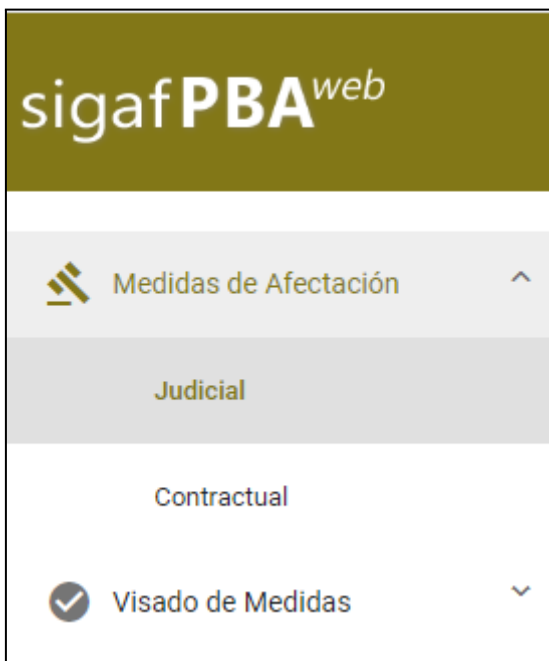 sigafPBAweb
Medidas de Afectación
Judicial
Contractual
Visado de Medidas